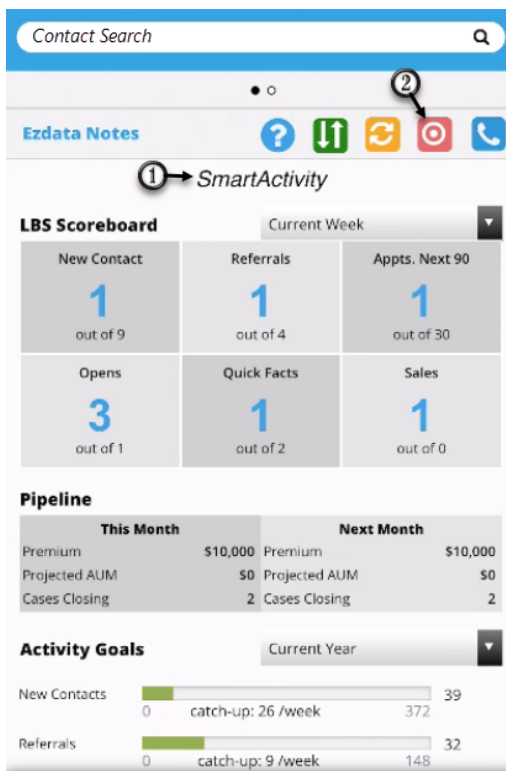 Contact Search
2
Ezdata Notes
1 SmartActivity
LBS Scoreboard Current Week
New Contact Referrals Appts. Next 90
1 1 1
out of 9 out of 4 out of 30
Opens Quick Facts Sales
3 1 1
out of 1 out of 2 out of 0
Pipeline
This Month Next Month
Premium $10,000 Premium $10,000
Projected AUM $0 Projected AUM $0
Cases Closing 2 Cases Closing 2
Activity Goals Current Year
New Contacts 39
0 catch-up: 26 /week 372
Referrals 32
0 catch-up: 9 /week 148